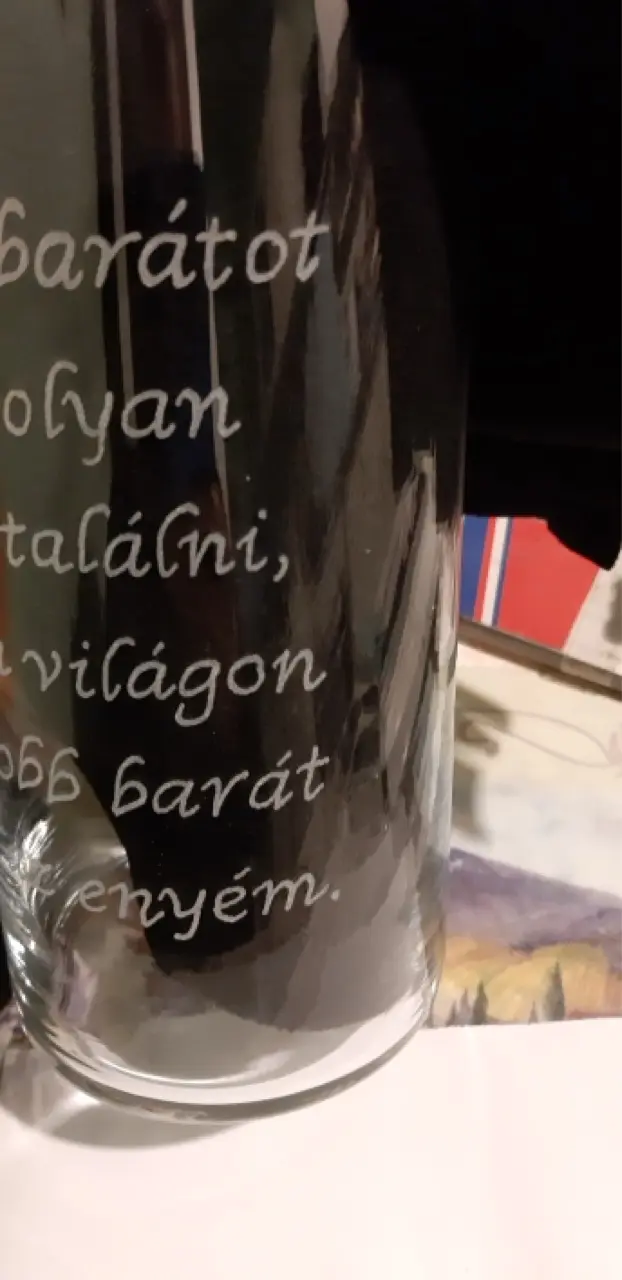 barátot
olyan
találni,
világon
barát
enyém.